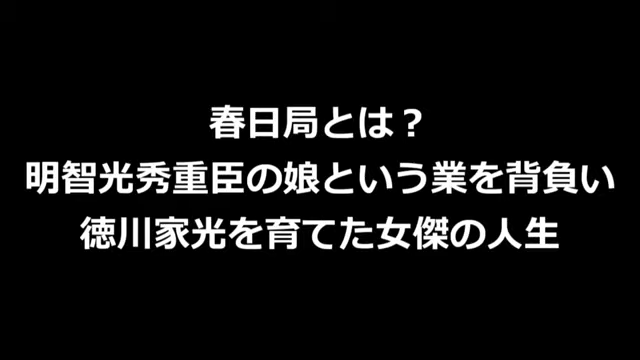 春日局とは？
明智光秀重臣の娘という業を背負い
徳川家光を育てた女傑の人生